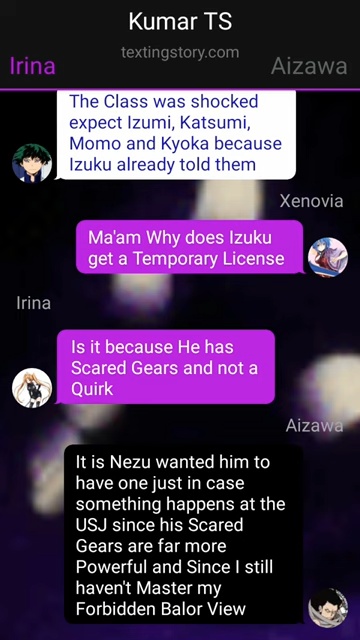 Kumar TS
textingstory.com
Irina
Aizawa
The Class was shocked
expect Izumi, Katsumi,
Momo and Kyoka because
Izuku already told them
Xenovia
Ma'am Why does Izuku
get a Temporary License
Irina
Is it because He has
Scared Gears and not a
Quirk
Aizawa
It is Nezu wanted him to
have one just in case
something happens at the
USJ since his Scared
Gears are far more
Powerful and Since I still
haven't Master my
Forbidden Balor View